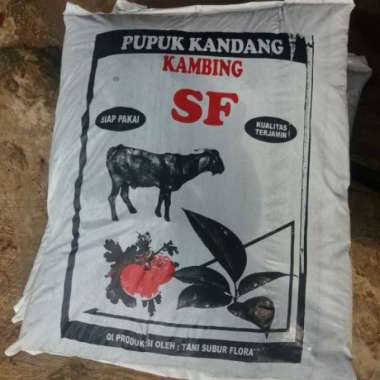 PUPUK KANDANG
KAMBING
SF
SIAP PAKAI
KUALITAS
TERJAMIN
DI PRODUKSI OLEH : TANI SUBUR FLORA